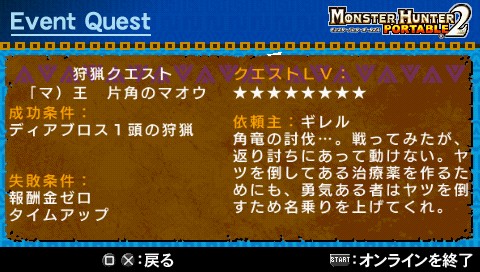 Event Quest
MONSTER HUNTER
PORTABLE 2
狩猟クエスト
「マ）王　片角のマオウ
成功条件：
ディアブロス１頭の狩猟
失敗条件：
報酬金ゼロ
タイムアップ
クエストＬＶ：
★★★★★★★★
依頼主：ギレル
角竜の討伐…。戦ってみたが、
返り討ちにあって動けない。ヤ
ツを倒してある治療薬を作るた
めにも、勇気ある者はヤツを倒
すため名乗りを上げてくれ。
:戻る
START:オンラインを終了